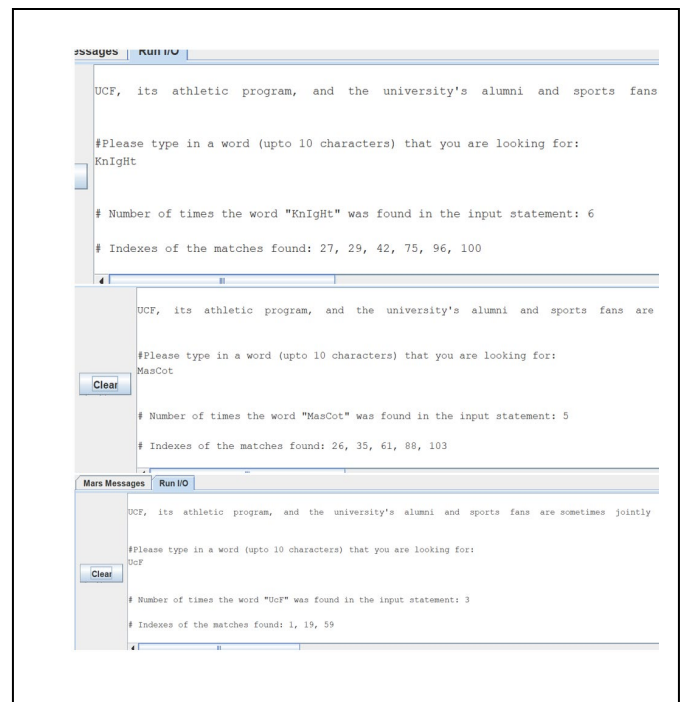 Run I/O
UCF, its athletic program, and the university's alumni and sports fans
#Please type in a word (upto 10 characters) that you are looking for:
KnIgHt
# Number of times the word "KnIgHt" was found in the input statement: 6
# Indexes of the matches found: 27, 29, 42, 75, 96, 100
UCF, its athletic program, and the university's alumni and sports fans are
#Please type in a word (upto 10 characters) that you are looking for:
MasCot
Clear
# Number of times the word "MasCot" was found in the input statement: 5
# Indexes of the matches found: 26, 35, 61, 88, 103
Mars Messages Run I/O
UCF, its athletic program, and the university's alumni and sports fans are sometimes jointly
#Please type in a word (upto 10 characters) that you are looking for:
UcF
Clear
# Number of times the word "UcF" was found in the input statement: 3
# Indexes of the matches found: 1, 19, 59